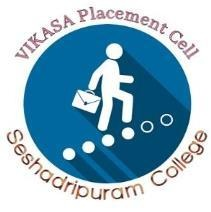 VIKASA Placement Cell
Seshadripuram College